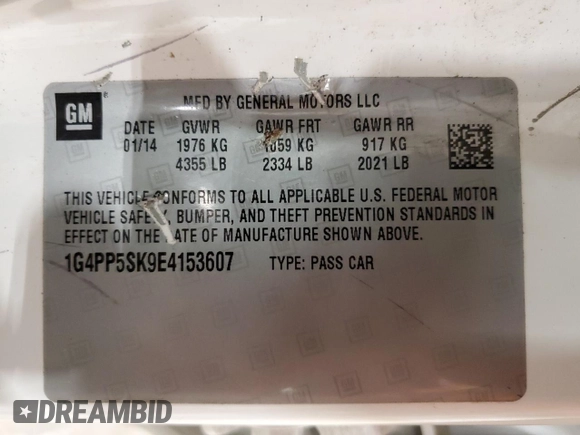 GM
MFD BY GENERAL MOTORS LLC
DATE GVWR GAWR FRT GAWR RR
01/14 1976 KG 1059 KG 917 KG
4355 LB 2334 LB 2021 LB
THIS VEHICLE CONFORMS TO ALL APPLICABLE U.S. FEDERAL MOTOR
VEHICLE SAFETY, BUMPER, AND THEFT PREVENTION STANDARDS IN
EFFECT ON THE DATE OF MANUFACTURE SHOWN ABOVE.
1G4PP5SK9E4153607 TYPE: PASS CAR
DREAMBID